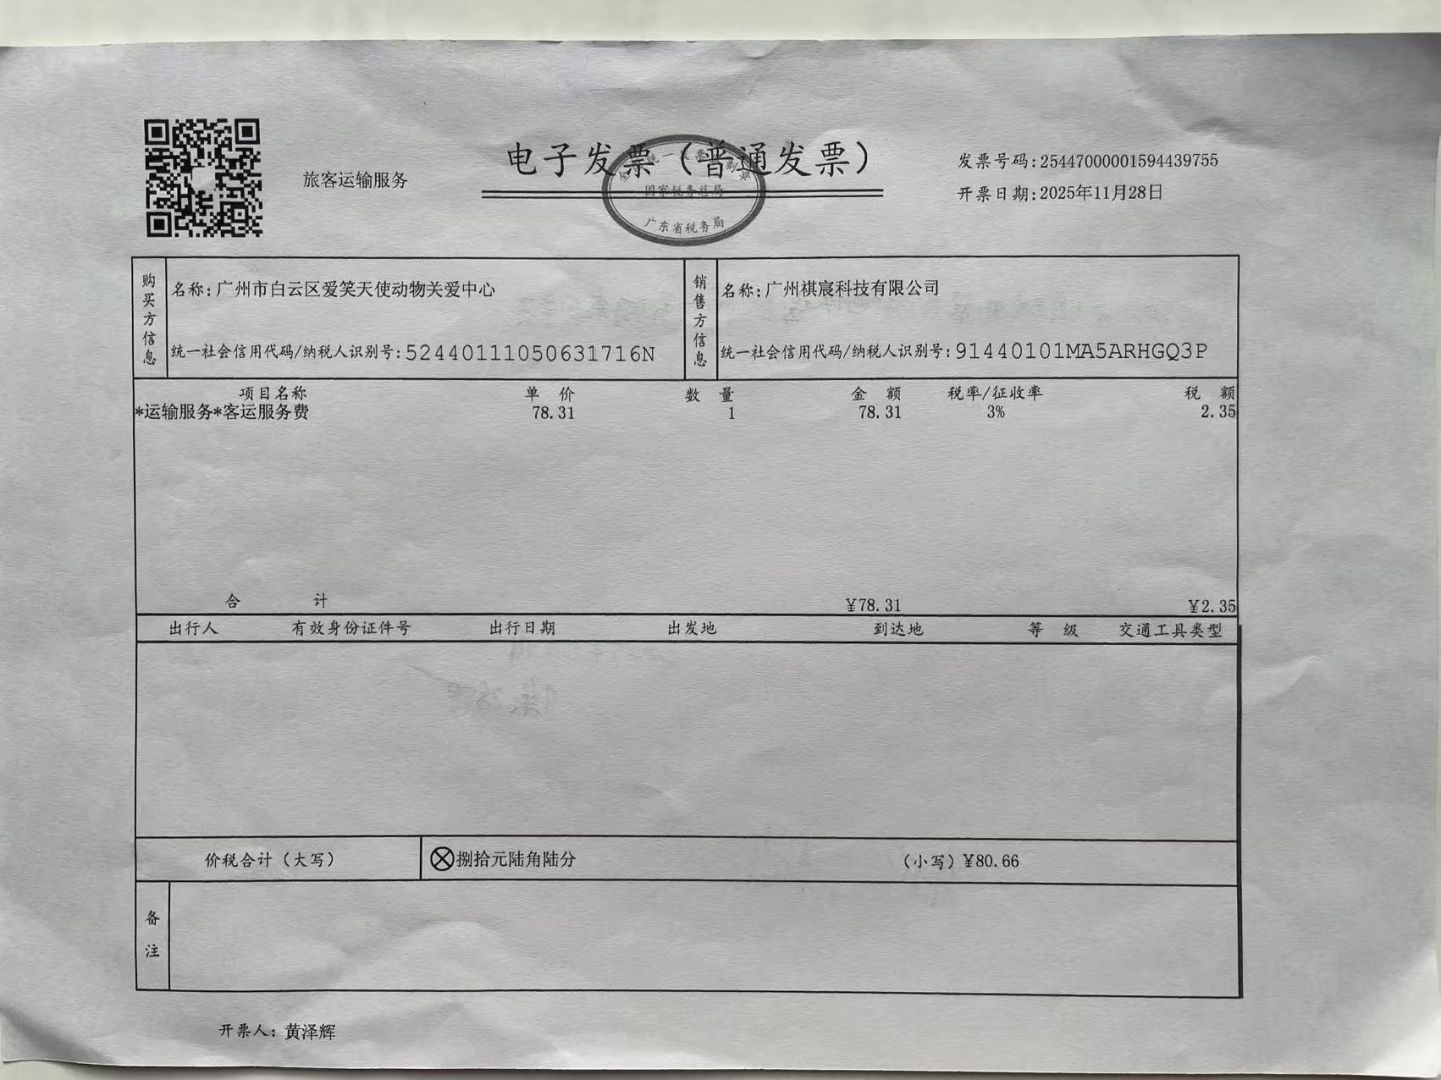 旅客运输服务
电子发票（普通发票）
国家税务总局
广东省税务局
发票号码:25447000001594439755
开票日期:2025年11月28日
购买方信息
名称:广州市白云区爱笑天使动物关爱中心
统一社会信用代码/纳税人识别号:52440111050631716N
销售方信息
名称:广州祺宸科技有限公司
统一社会信用代码/纳税人识别号:91440101MA5ARHGQ3P
项目名称 单 价 数 量 金 额 税率/征收率 税 额
*运输服务*客运服务费 78.31 1 78.31 3% 2.35
合 计 ¥78.31 ¥2.35
出行人 有效身份证件号 出行日期 出发地 到达地 等 级 交通工具类型
价税合计（大写） ⊗捌拾元陆角陆分 （小写）¥80.66
备注
开票人: 黄泽辉